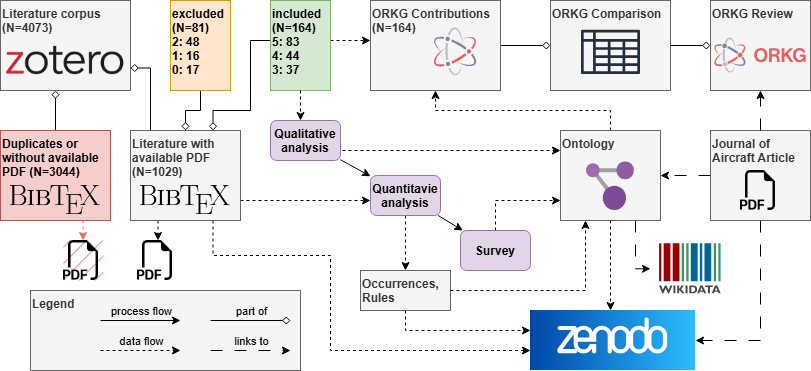 Literature corpus
(N=4073)
zotero
excluded
(N=81)
2: 48
1: 16
0: 17
included
(N=164)
5: 83
4: 44
3: 37
ORKG Contributions
(N=164)
ORKG Comparison
ORKG Review
ORKG
Duplicates or
without available
PDF (N=3044)
BIBTEX
Literature with
available PDF
(N=1029)
BIBTEX
Qualitative
analysis
Quantitavie
analysis
Survey
Ontology
Journal of
Aircraft Article
PDF
PDF
PDF
Occurrences,
Rules
WIKIDATA
zenodo
Legend
process flow
part of
data flow
links to